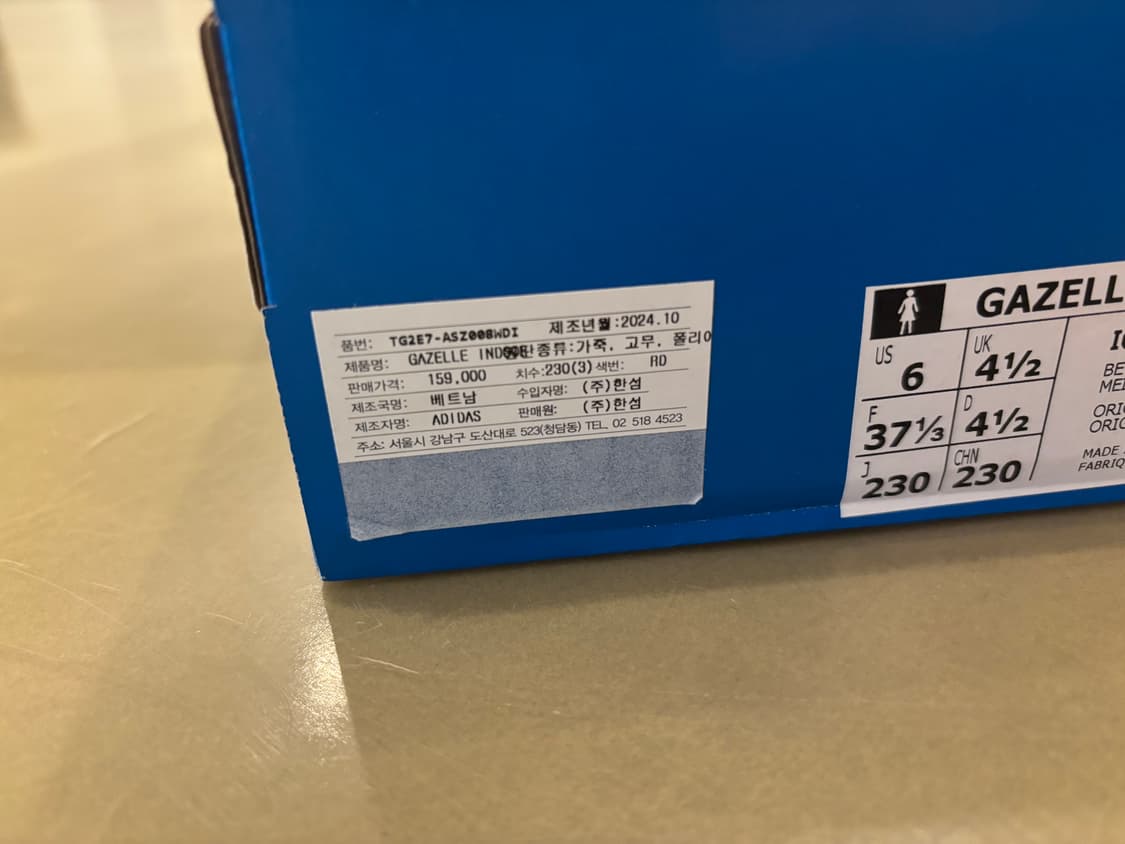 품번: TG2E7-ASZ008WDI 제조년월:2024.10
제품명: GAZELLE 종류:가죽, 고무, 폴리
판매가격: 159,000 치수:230(3) 색번: RD
제조국명: 베트남 수입자명: (주)한섬
제조자명: ADIDAS 판매원: (주)한섬
주소: 서울시 강남구 도산대로 523(청담동) TEL. 02 518 4523
GAZELL
US 6 UK 4½
F 37⅓ D 4½
J 230 CHN 230
BE
ME
ORI
ORIG
MADE
FABRIQ